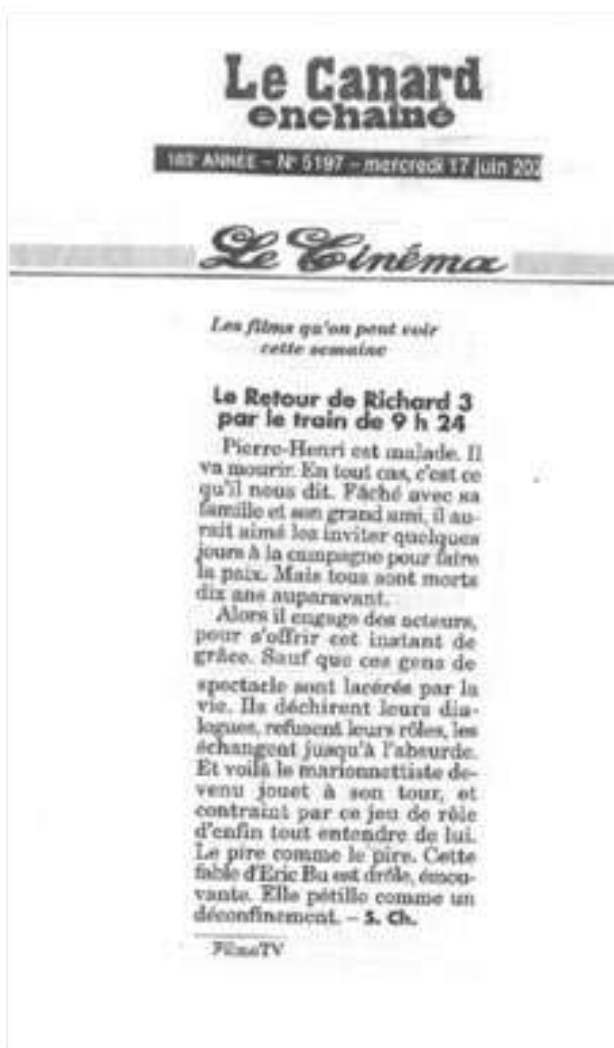 Le Canard
enchaîné
ANNÉE – N° 5197 – mercredi 17 juin 202
Le Cinéma
Les films qu'on peut voir
cette semaine
Le Retour de Richard 3
par le train de 9 h 24
Pierre-Henri est malade. Il
va mourir. En tout cas, c'est ce
qu'il nous dit. Fâché avec sa
famille et son grand ami, il au-
rait aimé les inviter quelques
jours à la campagne pour faire
la paix. Mais tous sont morts
dix ans auparavant.
Alors il engage des acteurs,
pour s'offrir cet instant de
grâce. Sauf que ces gens de
spectacle sont lacérés par la
vie. Ils déchirent leurs dia-
logues, refusent leurs rôles, les
échangent jusqu'à l'absurde.
Et voilà le marionnettiste de-
venu jouet à son tour, et
contraint par ce jeu de rôle
d'enfin tout entendre de lui.
Le pire comme le pire. Cette
fable d'Eric Bu est drôle, émou-
vante. Elle pétille comme un
déconfinement. – S. Ch.
FilmoTV